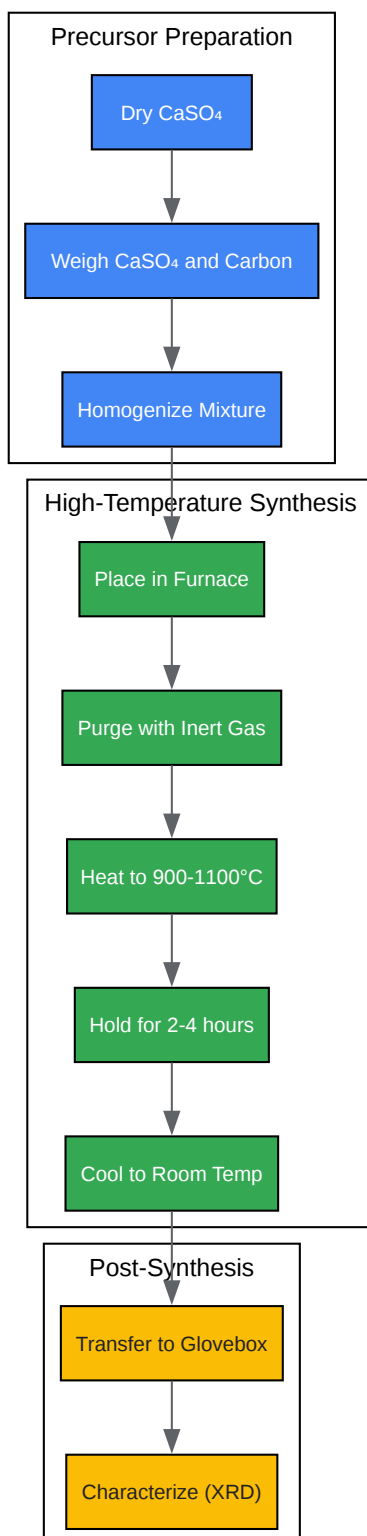 Precursor Preparation
Dry CaSO₄
Weigh CaSO₄ and Carbon
Homogenize Mixture
High-Temperature Synthesis
Place in Furnace
Purge with Inert Gas
Heat to 900-1100°C
Hold for 2-4 hours
Cool to Room Temp
Post-Synthesis
Transfer to Glovebox
Characterize (XRD)